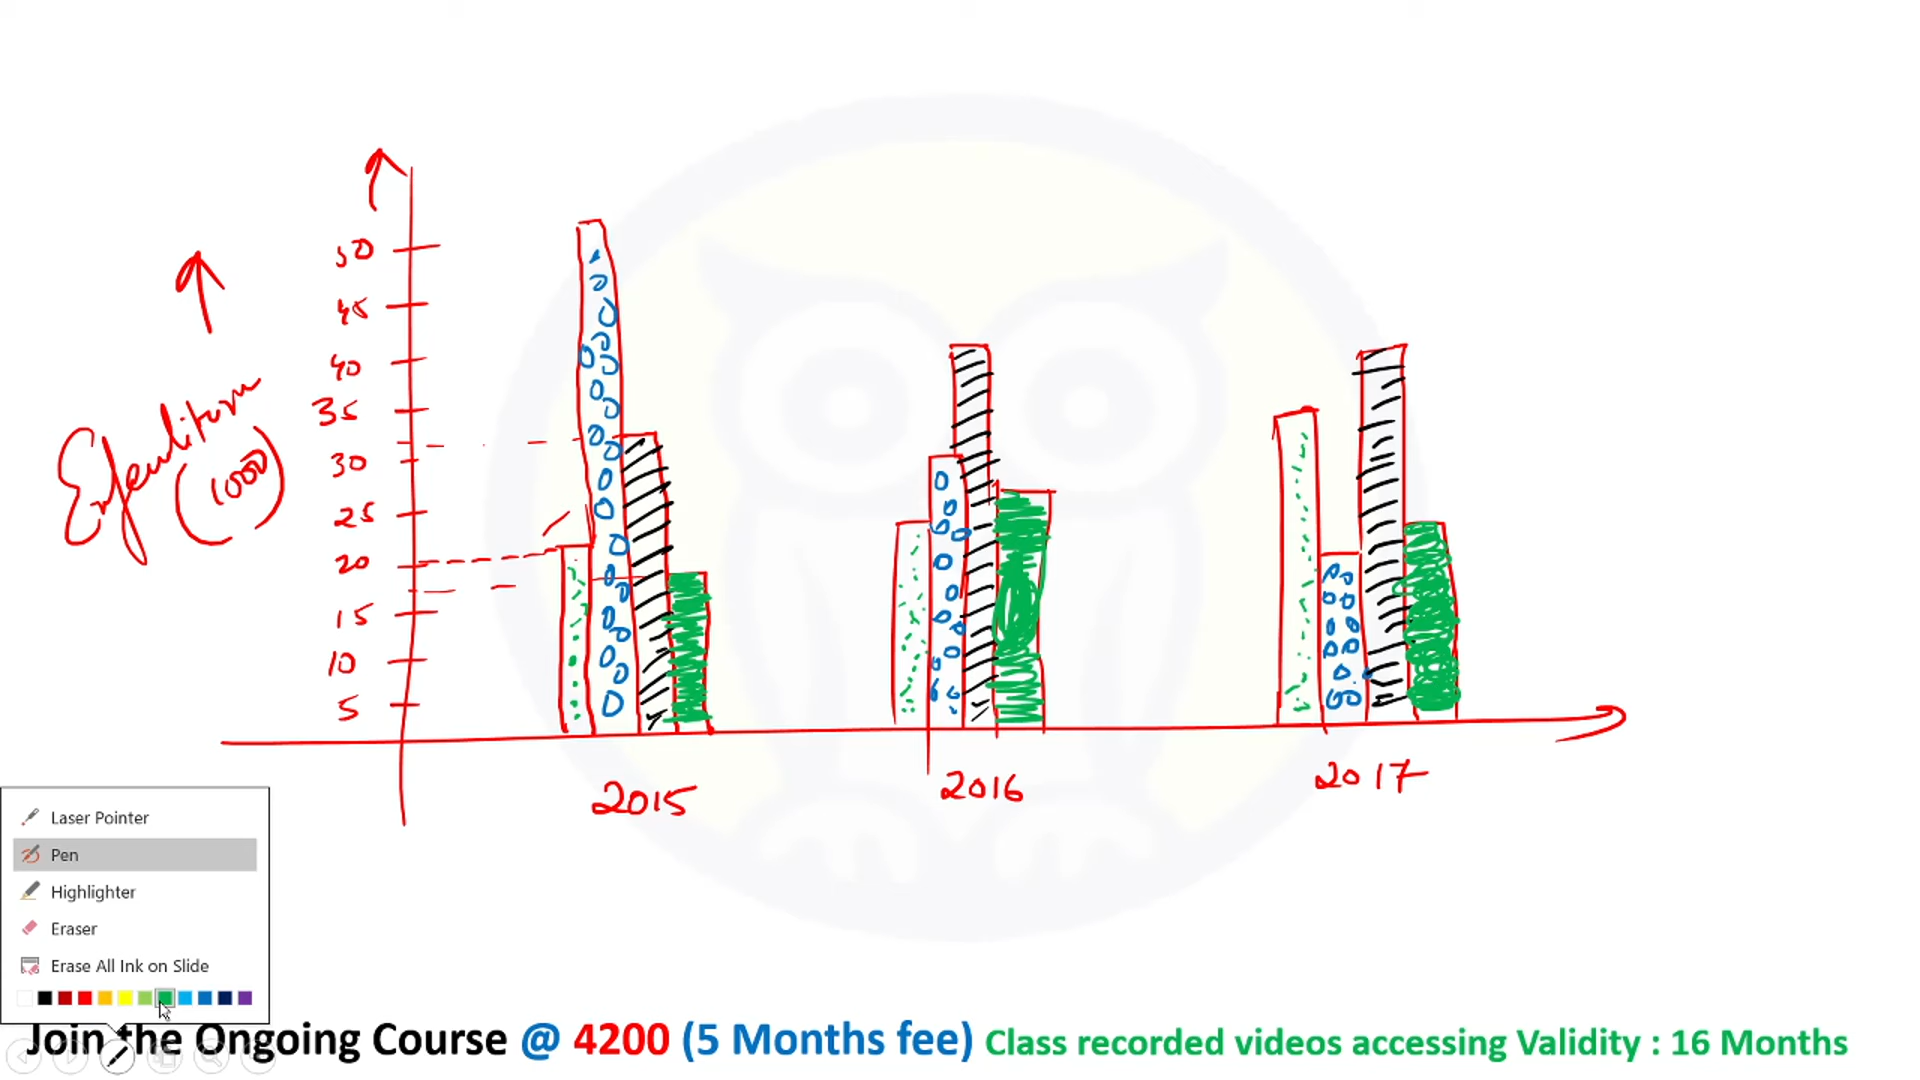 50
45
40
35
30
25
20
15
10
5
(1000)
2015
2016
2017
Laser Pointer
Pen
Highlighter
Eraser
Erase All Ink on Slide
Join the Ongoing Course @ 4200 (5 Months fee) Class recorded videos accessing Validity : 16 Months